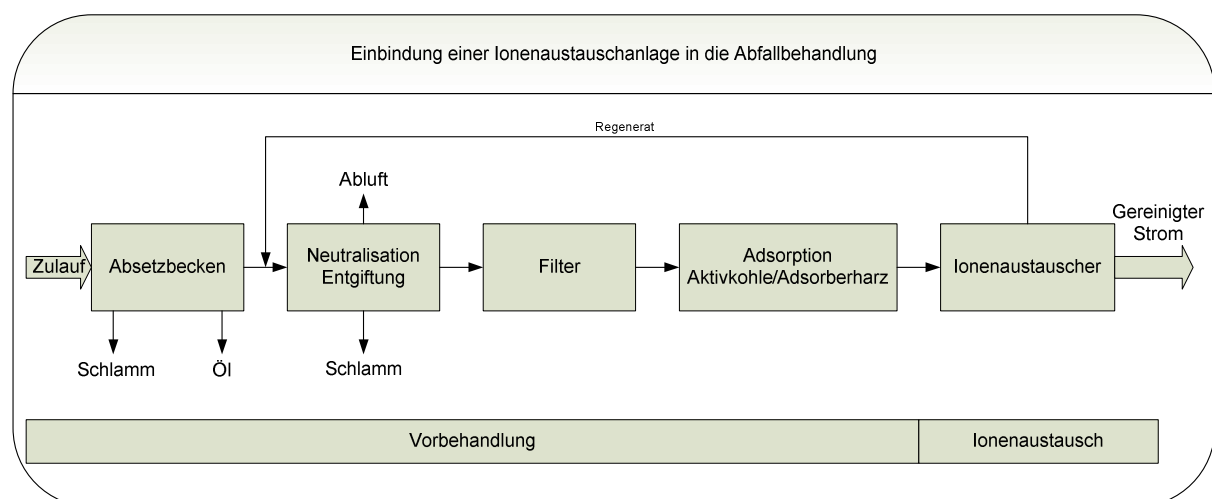 Einbindung einer Ionenaustauschanlage in die Abfallbehandlung
Regenerat
Abluft
Zulauf
Absetzbecken
Neutralisation
Entgiftung
Filter
Adsorption
Aktivkohle/Adsorberharz
Ionenaustauscher
Gereinigter
Strom
Schlamm
Öl
Schlamm
Vorbehandlung
Ionenaustausch